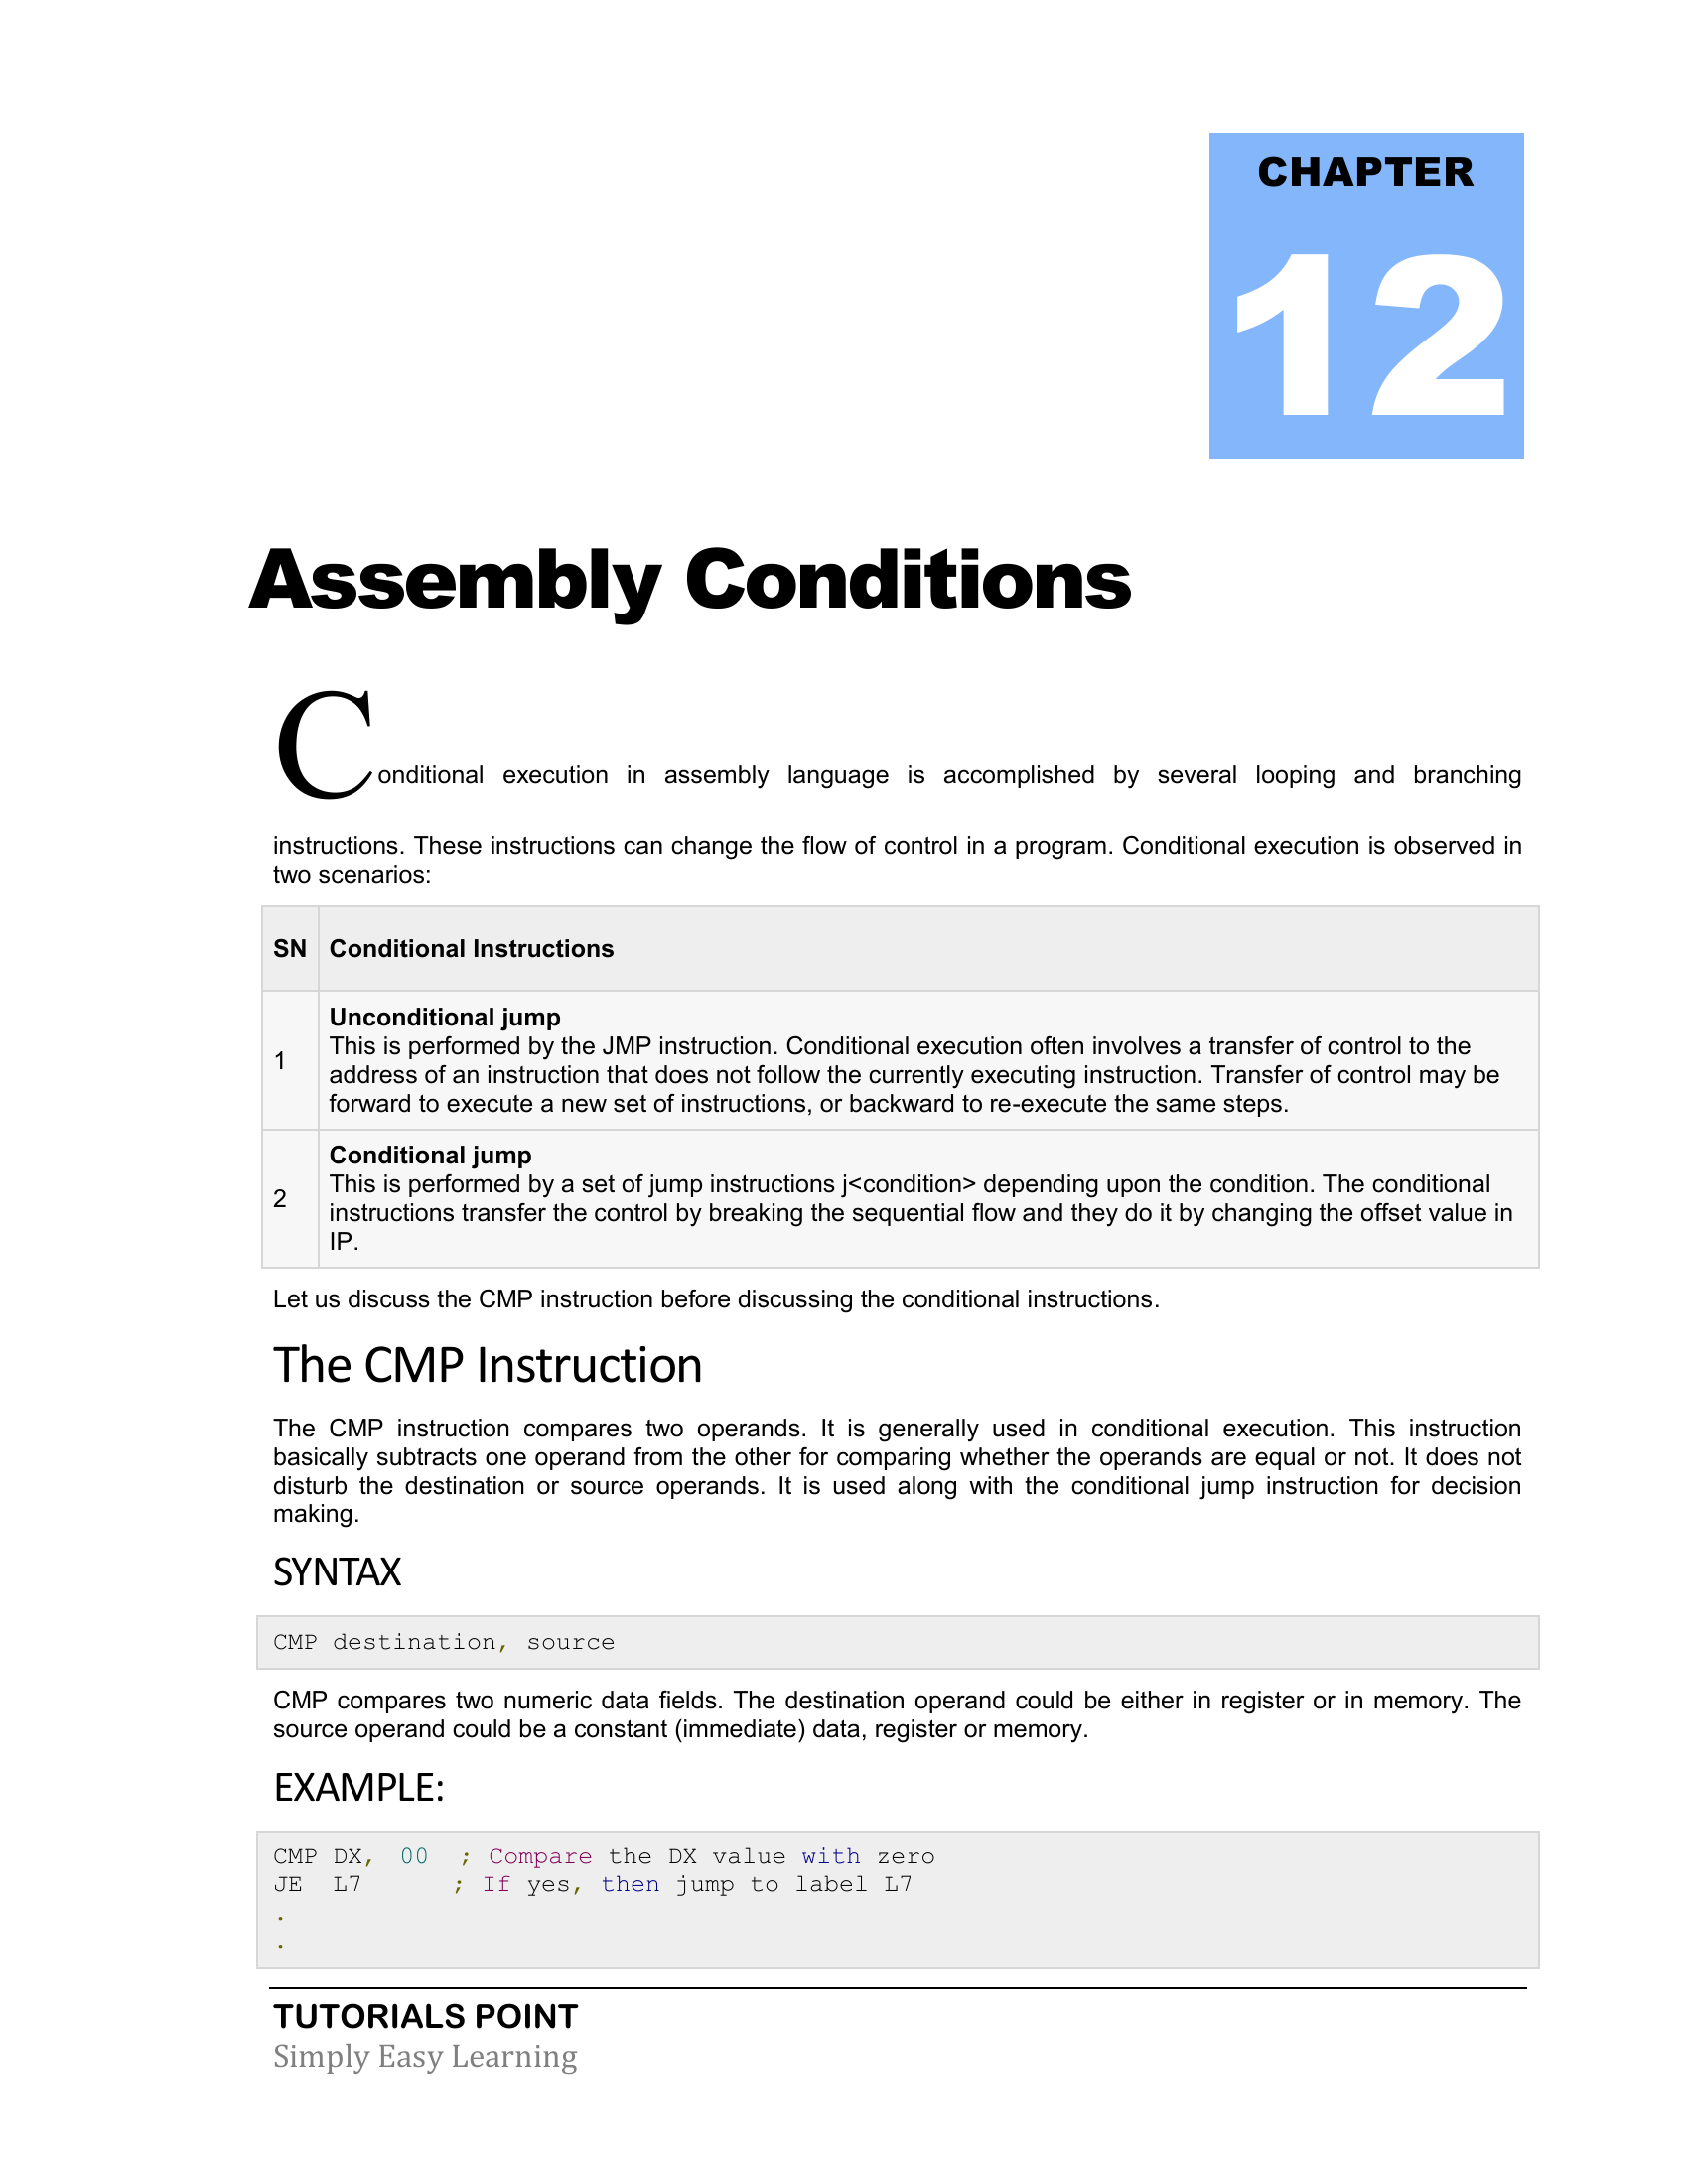 CHAPTER
12
Assembly Conditions
Conditional execution in assembly language is accomplished by several looping and branching
instructions. These instructions can change the flow of control in a program. Conditional execution is observed in
two scenarios:
SN Conditional Instructions
Unconditional jump
1 This is performed by the JMP instruction. Conditional execution often involves a transfer of control to the
address of an instruction that does not follow the currently executing instruction. Transfer of control may be
forward to execute a new set of instructions, or backward to re-execute the same steps.
Conditional jump
2 This is performed by a set of jump instructions j<condition> depending upon the condition. The conditional
instructions transfer the control by breaking the sequential flow and they do it by changing the offset value in
IP.
Let us discuss the CMP instruction before discussing the conditional instructions.
The CMP Instruction
The CMP instruction compares two operands. It is generally used in conditional execution. This instruction
basically subtracts one operand from the other for comparing whether the operands are equal or not. It does not
disturb the destination or source operands. It is used along with the conditional jump instruction for decision
making.
SYNTAX
CMP destination, source
CMP compares two numeric data fields. The destination operand could be either in register or in memory. The
source operand could be a constant (immediate) data, register or memory.
EXAMPLE:
CMP DX, 00 ; Compare the DX value with zero
JE L7 ; If yes, then jump to label L7
.
.
TUTORIALS POINT
Simply Easy Learning